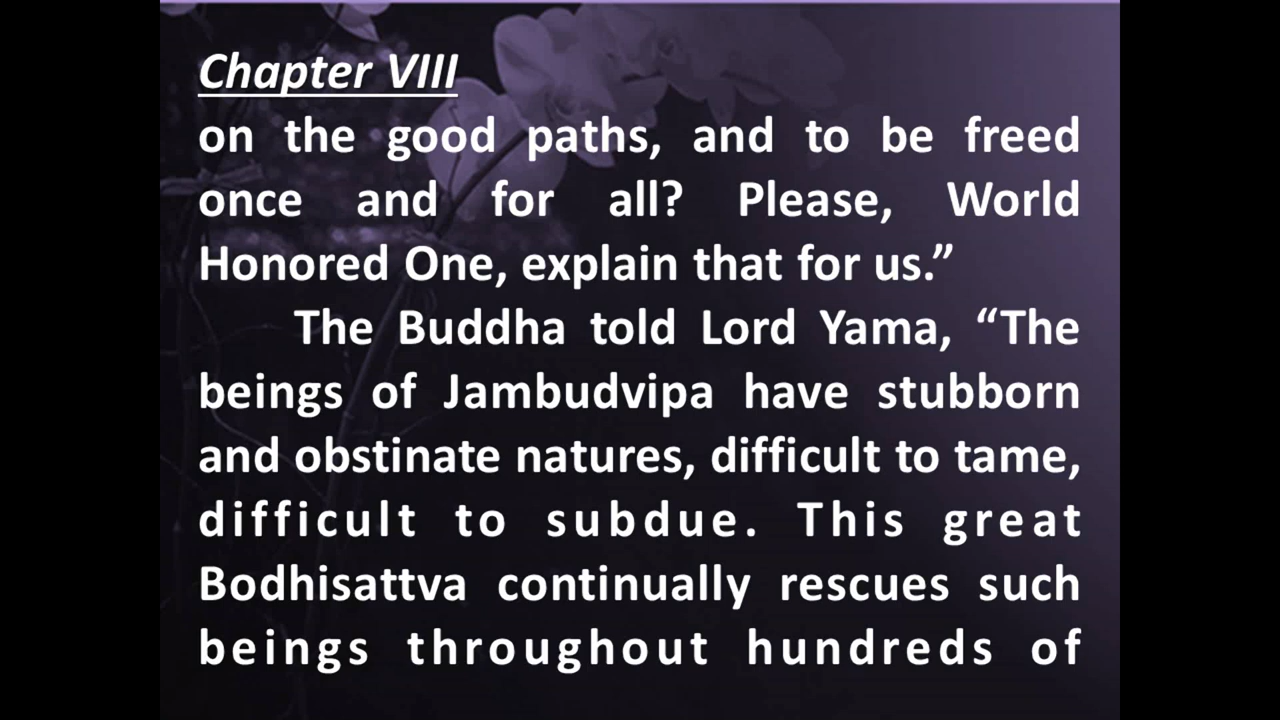 Chapter VIII
on the good paths, and to be freed
once and for all? Please, World
Honored One, explain that for us.”
The Buddha told Lord Yama, “The
beings of Jambudvipa have stubborn
and obstinate natures, difficult to tame,
difficult to subdue. This great
Bodhisattva continually rescues such
beings throughout hundreds of